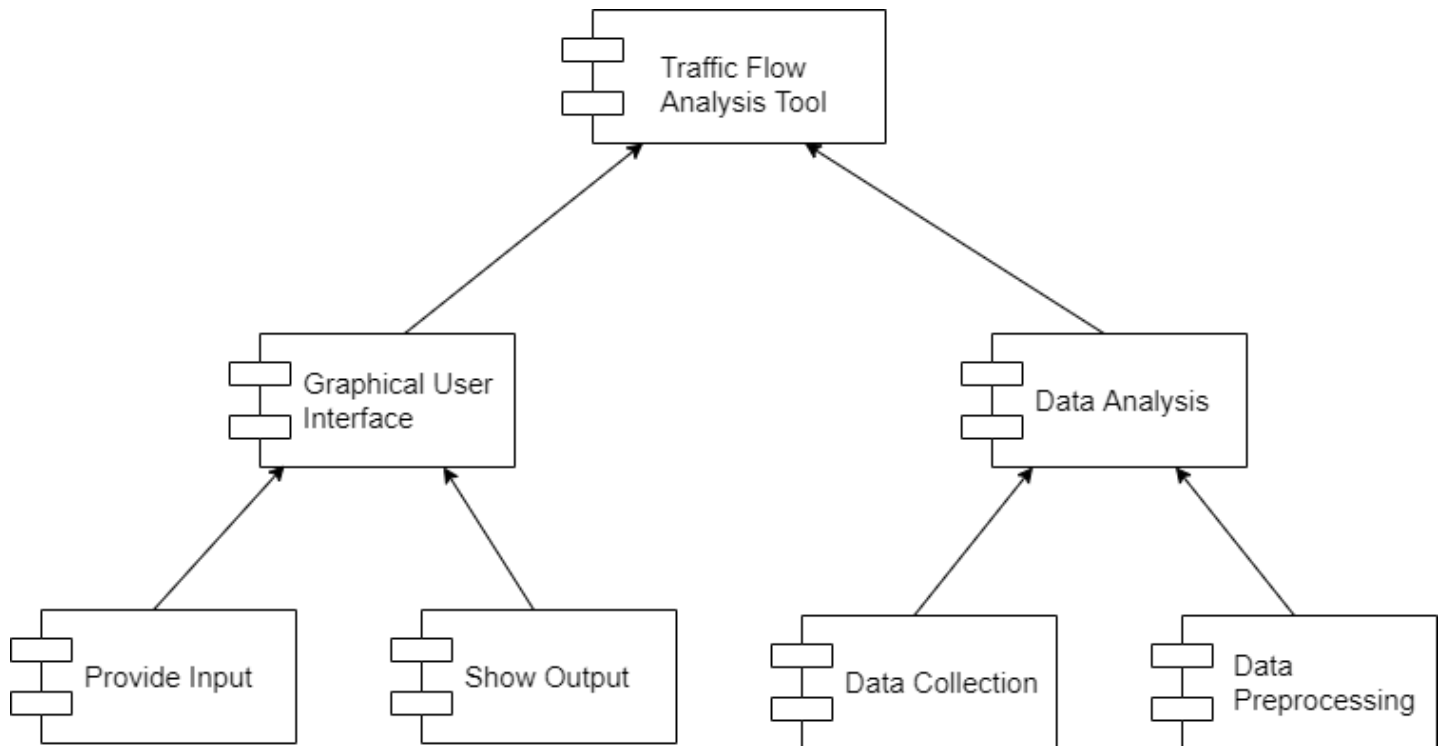 Traffic Flow
Analysis Tool
Graphical User
Interface
Data Analysis
Provide Input
Show Output
Data Collection
Data
Preprocessing